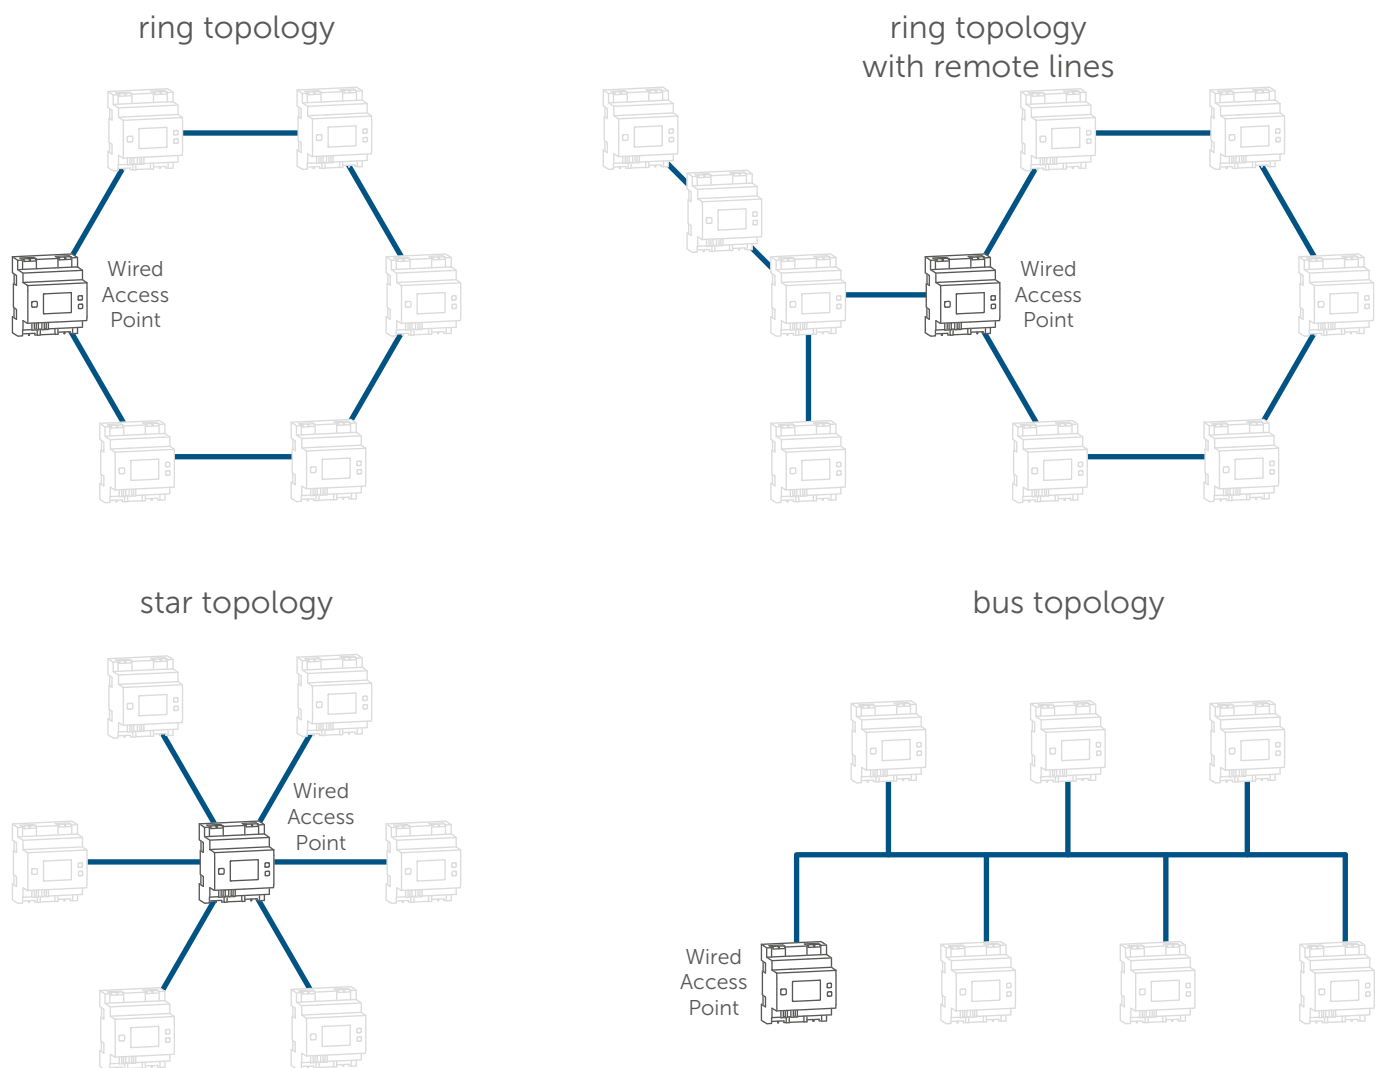 ring topology
ring topology
with remote lines
Wired
Access
Point
Wired
Access
Point
star topology
bus topology
Wired
Access
Point
Wired
Access
Point